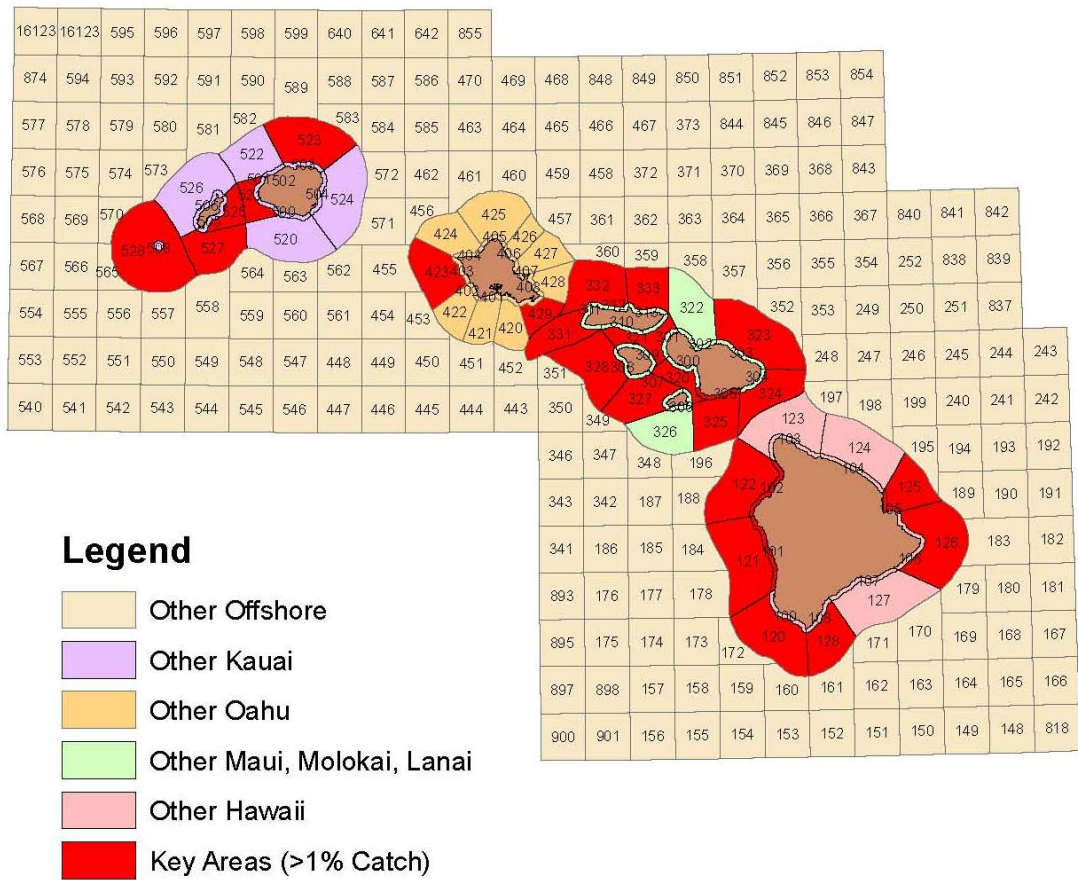 16123 16123 595 596 597 598 599 640 641 642 855
874 594 593 592 591 590 589 588 587 586 470 469 468 848 849 850 851 852 853 854
577 578 579 580 581 582 523 583 584 585 463 464 465 466 467 373 844 845 846 847
576 575 574 573 522 502 504 524 572 462 461 460 459 458 372 371 370 369 368 843
568 569 570 526 520 571 456 424 425 426 457 361 362 363 364 365 366 367 840 841 842
567 566 528 527 564 563 562 455 423 427 428 360 359 358 357 356 355 354 252 838 839
554 555 556 557 558 559 560 561 454 453 422 421 420 429 331 332 333 322 323 352 353 249 250 251 837
553 552 551 550 549 548 547 448 449 450 451 452 351 328 310 300 320 324 248 247 246 245 244 243
540 541 542 543 544 545 546 447 446 445 444 443 350 349 327 326 325 197 198 199 240 241 242
346 347 348 196 123 124 195 194 193 192
343 342 187 188 122 125 189 190 191
341 186 185 184 121 101 126 183 182
893 176 177 178 127 179 180 181
895 175 174 173 172 120 128 171 170 169 168 167
897 898 157 158 159 160 161 162 163 164 165 166
900 901 156 155 154 153 152 151 150 149 148 818
Legend
Other Offshore
Other Kauai
Other Oahu
Other Maui, Molokai, Lanai
Other Hawaii
Key Areas (>1% Catch)